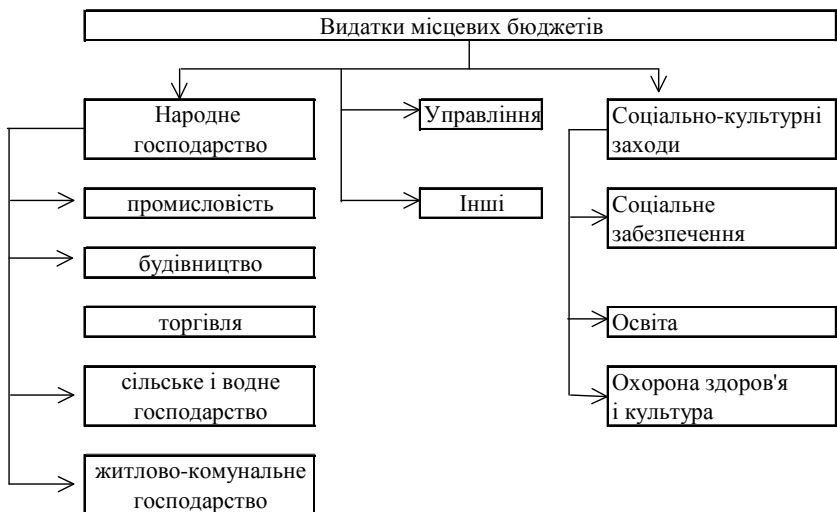 Видатки місцевих бюджетів
Народне
господарство
промисловість
будівництво
торгівля
сільське і водне
господарство
житлово-комунальне
господарство
Управління
Інші
Соціально-культурні
заходи
Соціальне
забезпечення
Освіта
Охорона здоров'я
і культура